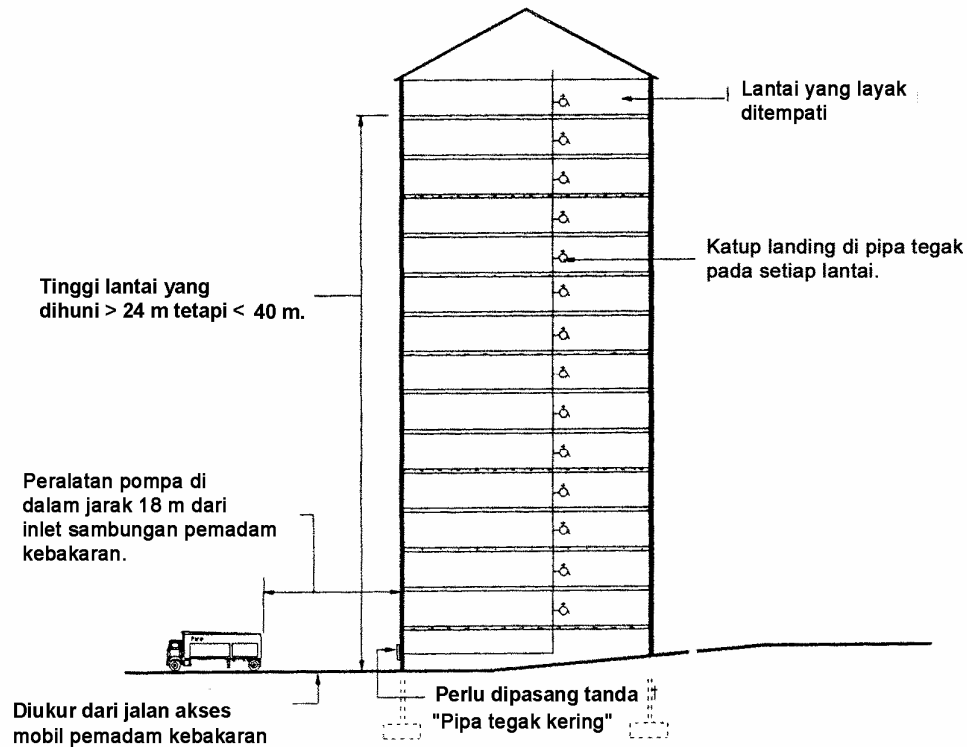 Lantai yang layak
ditempati
Katup landing di pipa tegak
pada setiap lantai.
Tinggi lantai yang
dihuni > 24 m tetapi < 40 m.
Peralatan pompa di
dalam jarak 18 m dari
inlet sambungan pemadam
kebakaran.
Perlu dipasang tanda
"Pipa tegak kering"
Diukur dari jalan akses
mobil pemadam kebakaran